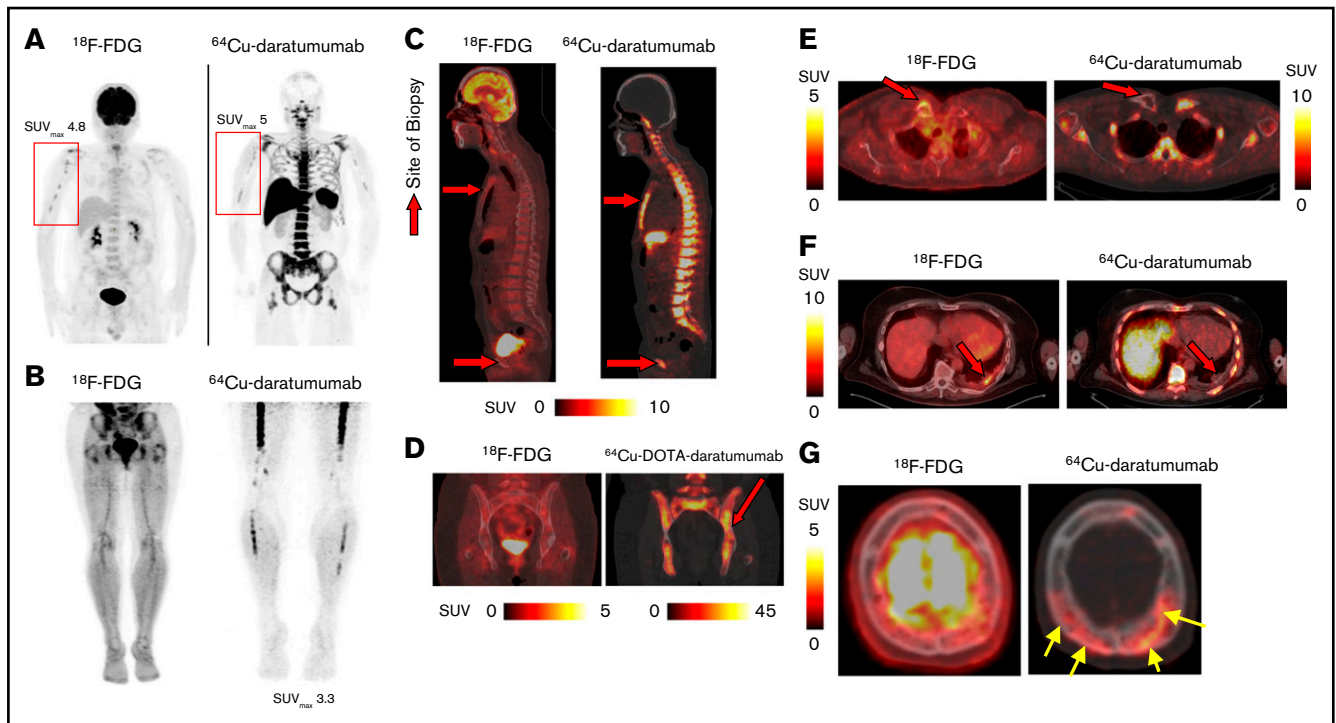 A
18F-FDG
64Cu-daratumumab
SUVmax 4.8
SUVmax 5
B
18F-FDG
64Cu-daratumumab
SUVmax 3.3
C
18F-FDG
64Cu-daratumumab
Site of Biopsy
SUV 0 10
D
18F-FDG
64Cu-DOTA-daratumumab
SUV 0 5 0 45
E
18F-FDG
64Cu-daratumumab
SUV
5
0
SUV
10
0
F
18F-FDG
64Cu-daratumumab
SUV
10
0
G
18F-FDG
64Cu-daratumumab
SUV
5
0